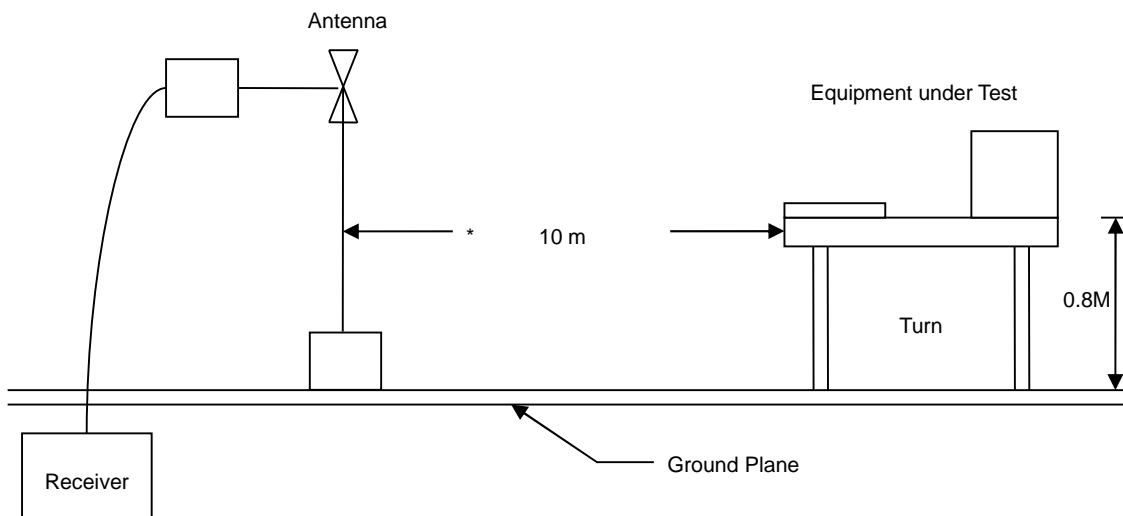 Antenna
Equipment under Test
* 10 m
0.8M
Turn
Ground Plane
Receiver